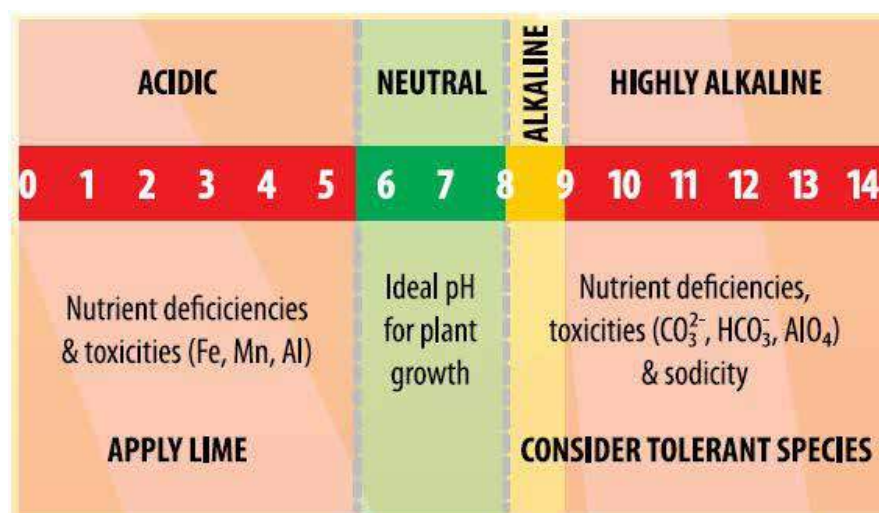 ACIDIC
NEUTRAL
ALKALINE
HIGHLY ALKALINE
0 1 2 3 4 5 6 7 8 9 10 11 12 13 14
Nutrient deficiciencies
& toxicities (Fe, Mn, Al)
Ideal pH
for plant
growth
Nutrient deficiencies,
toxicities (CO₃²⁻, HCO₃⁻, AlO₄)
& sodicity
APPLY LIME
CONSIDER TOLERANT SPECIES